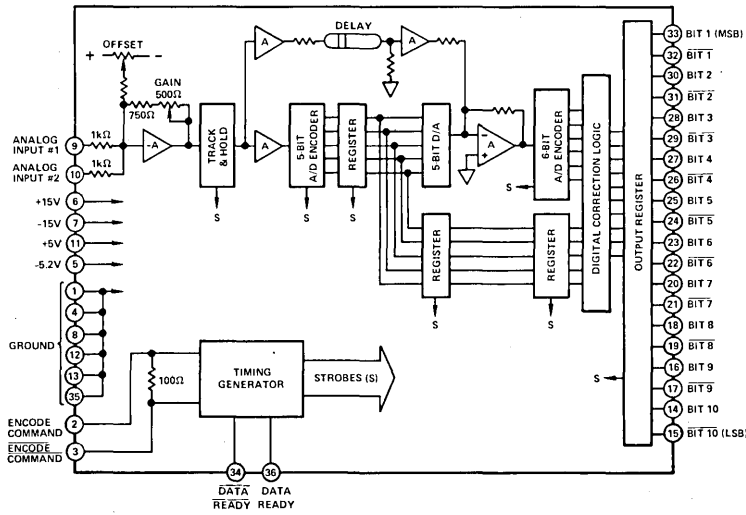 DELAY
OFFSET
+
−
A
A
GAIN
500Ω
750Ω
1kΩ
1kΩ
-A
ANALOG
INPUT #1
9
ANALOG
INPUT #2
10
TRACK
& HOLD
A
5-BIT
A/D ENCODER
REGISTER
5-BIT D/A
−
+
A
6-BIT
A/D ENCODER
DIGITAL CORRECTION LOGIC
OUTPUT REGISTER
S
S
S
S
REGISTER
REGISTER
S
S
S
+15V
6
-15V
7
+5V
11
-5.2V
5
GROUND
1
4
8
12
13
35
ENCODE
COMMAND
2
ENCODE
COMMAND
3
100Ω
TIMING
GENERATOR
STROBES (S)
34
36
DATA
READY
DATA
READY
33 BIT 1 (MSB)
32 BIT 1
30 BIT 2
31 BIT 2
28 BIT 3
29 BIT 3
27 BIT 4
26 BIT 4
25 BIT 5
24 BIT 5
23 BIT 6
22 BIT 6
20 BIT 7
21 BIT 7
18 BIT 8
19 BIT 8
16 BIT 9
17 BIT 9
14 BIT 10
15 BIT 10 (LSB)